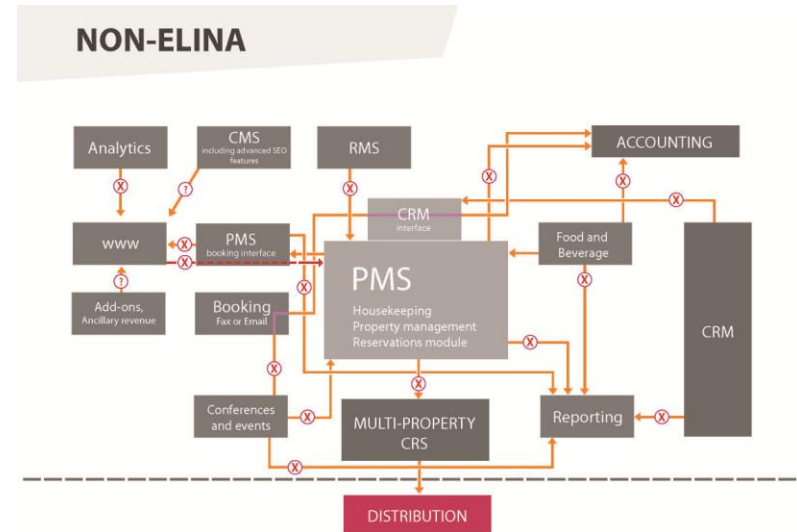 NON-ELINA
Analytics
CMS
including advanced SEO
features
RMS
ACCOUNTING
X
?
X
X
X
X
CRM
interface
www
X
PMS
booking interface
X
Food and
Beverage
PMS
Housekeeping
Property management
Reservations module
?
X
X
Add-ons,
Ancillary revenue
Booking
Fax or Email
CRM
X
X
X
Conferences
and events
X
MULTI-PROPERTY
CRS
Reporting
X
X
DISTRIBUTION